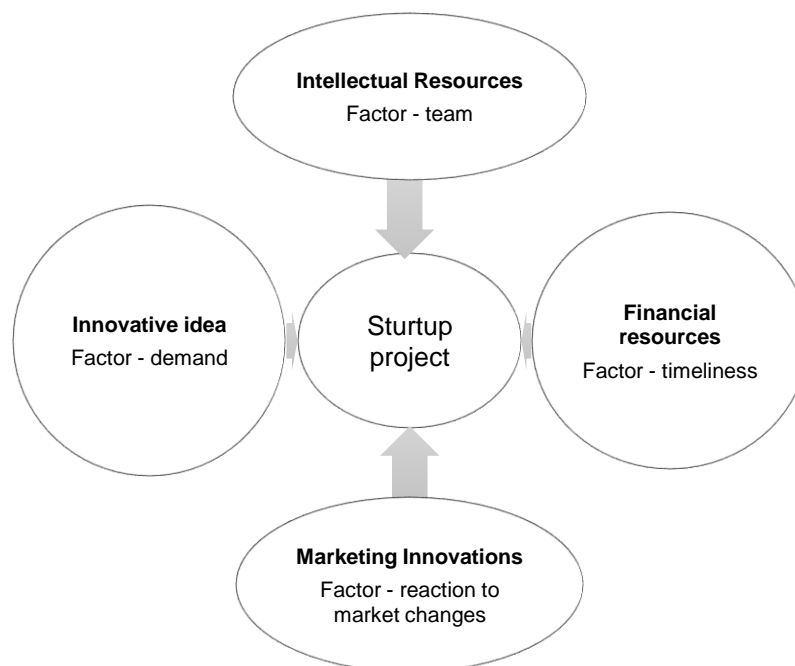 Intellectual Resources
Factor - team
Innovative idea
Factor - demand
Sturtup
project
Financial
resources
Factor - timeliness
Marketing Innovations
Factor - reaction to
market changes